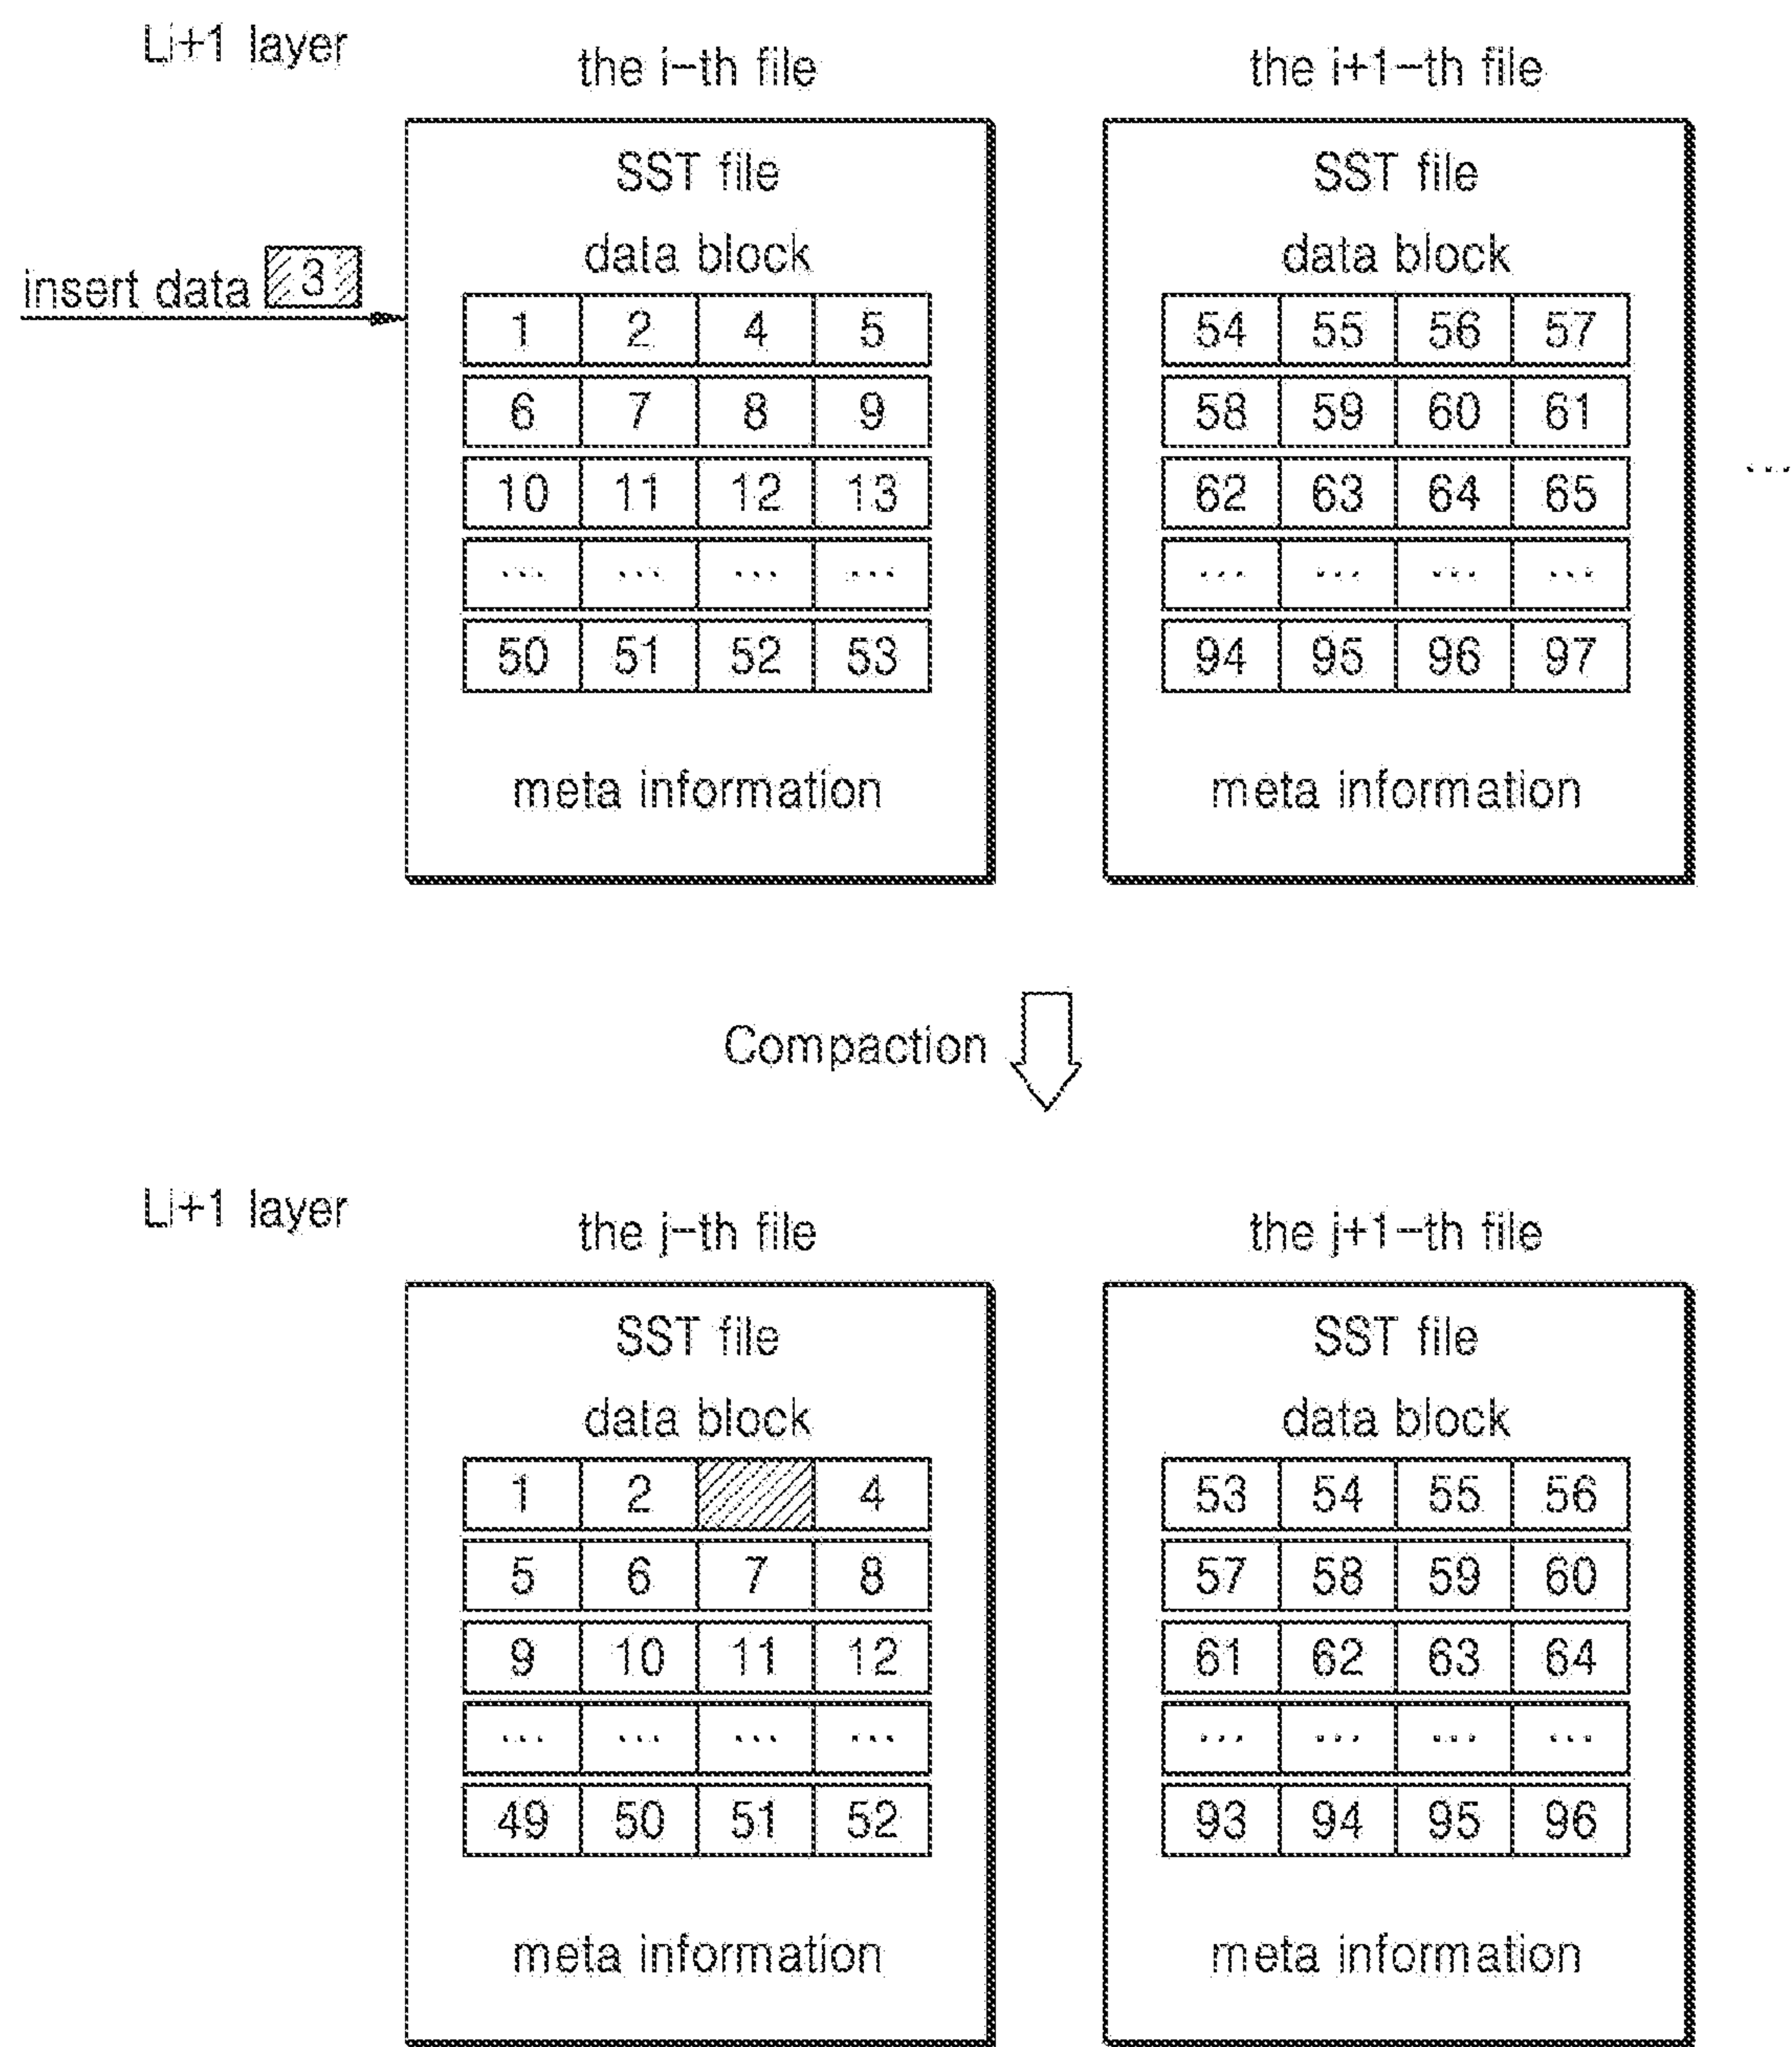 Li+1 layer
the i-th file
the i+1-th file
SST file
data block
insert data 3
1 2 4 5
6 7 8 9
10 11 12 13
... ... ... ...
50 51 52 53
meta information
SST file
data block
54 55 56 57
58 59 60 61
62 63 64 65
... ... ... ...
94 95 96 97
meta information
...
Compaction
Li+1 layer
the j-th file
the j+1-th file
SST file
data block
1 2 4
5 6 7 8
9 10 11 12
... ... ... ...
49 50 51 52
meta information
SST file
data block
53 54 55 56
57 58 59 60
61 62 63 64
... ... ... ...
93 94 95 96
meta information